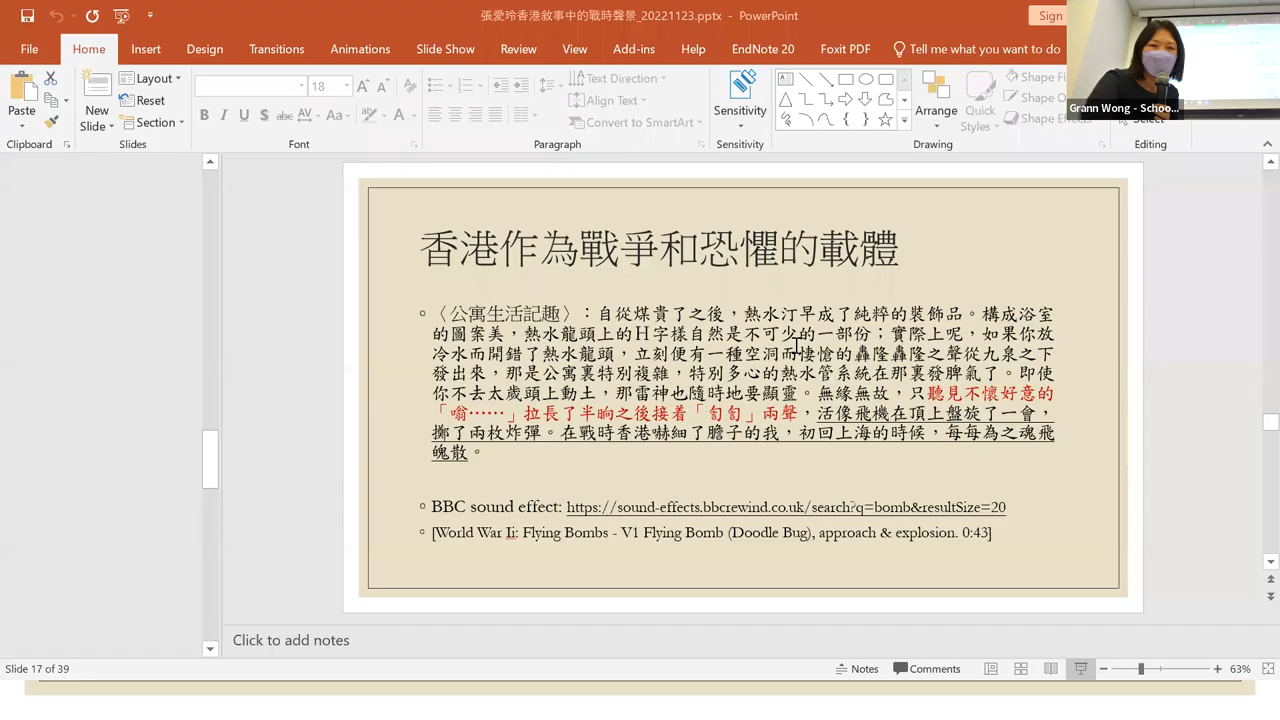 張愛玲香港敘事中的戰時聲景_20221123.pptx - PowerPoint
Sign
File Home Insert Design Transitions Animations Slide Show Review View Add-ins Help EndNote 20 Foxit PDF Tell me what you want to do
Grann Wong - Schoo...
Paste
New Slide
Layout
Reset
Section
18
B I U S abc AV Aa A
Text Direction
Align Text
Convert to SmartArt
Sensitivity
Arrange
Quick Styles
Shape Fi
Shape O
Shape Effects
Select
Clipboard Slides Font Paragraph Sensitivity Drawing Editing
香港作為戰爭和恐懼的載體
〈公寓生活記趣〉：自從煤貴了之後，熱水汀早成了純粹的裝飾品。構成浴室
的圖案美，熱水龍頭上的H字樣自然是不可少的一部份；實際上呢，如果你放
冷水而開錯了熱水龍頭，立刻便有一種空洞而悽愴的轟隆轟隆之聲從九泉之下
發出來，那是公寓裏特別複雜，特別多心的熱水管系統在那裏發脾氣了。即使
你不去太歲頭上動土，那雷神也隨時地要顯靈。無緣無故，只聽見不懷好意的
「嗡⋯⋯」拉長了半晌之後接着「訇訇」兩聲，活像飛機在頂上盤旋了一會，
擲了兩枚炸彈。在戰時香港嚇細了膽子的我，初回上海的時候，每每為之魂飛
魄散。
BBC sound effect: https://sound-effects.bbcrewind.co.uk/search?q=bomb&resultSize=20
[World War Ii: Flying Bombs - V1 Flying Bomb (Doodle Bug), approach & explosion. 0:43]
Click to add notes
Slide 17 of 39
Notes Comments 63%